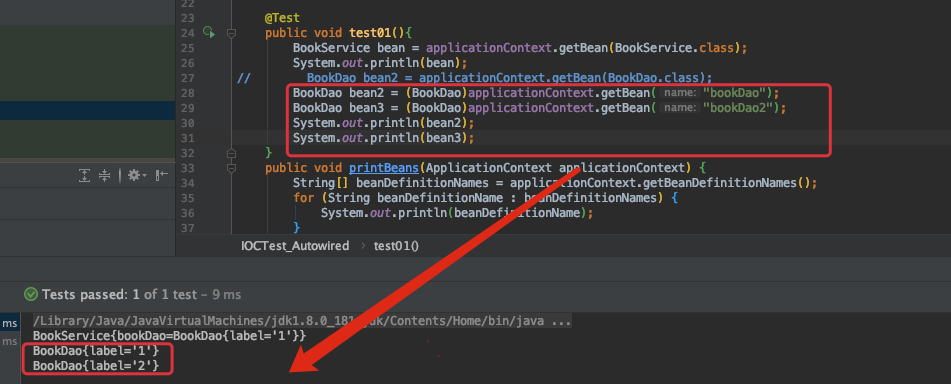 22
23 @Test
24 public void test01(){
25 BookService bean = applicationContext.getBean(BookService.class);
26 System.out.println(bean);
27 // BookDao bean2 = applicationContext.getBean(BookDao.class);
28 BookDao bean2 = (BookDao)applicationContext.getBean( name: "bookDao");
29 BookDao bean3 = (BookDao)applicationContext.getBean( name: "bookDao2");
30 System.out.println(bean2);
31 System.out.println(bean3);
32 }
33 public void printBeans(ApplicationContext applicationContext) {
34 String[] beanDefinitionNames = applicationContext.getBeanDefinitionNames();
35 for (String beanDefinitionName : beanDefinitionNames) {
36 System.out.println(beanDefinitionName);
37 }
IOCTest_Autowired › test01()
Tests passed: 1 of 1 test – 9 ms
ms /Library/Java/JavaVirtualMachines/jdk1.8.0_181.jdk/Contents/Home/bin/java ...
ms BookService{bookDao=BookDao{label='1'}}
BookDao{label='1'}
BookDao{label='2'}